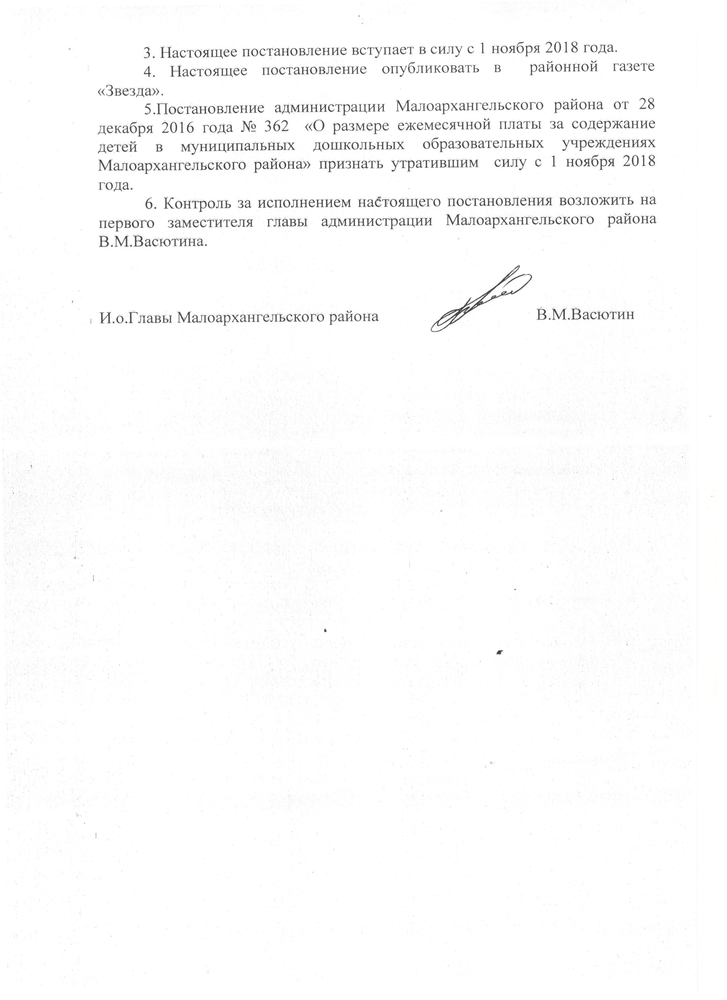 3. Настоящее постановление вступает в силу с 1 ноября 2018 года.
4. Настоящее постановление опубликовать в районной газете
«Звезда».
5.Постановление администрации Малоархангельского района от 28
декабря 2016 года № 362 «О размере ежемесячной платы за содержание
детей в муниципальных дошкольных образовательных учреждениях
Малоархангельского района» признать утратившим силу с 1 ноября 2018
года.
6. Контроль за исполнением настоящего постановления возложить на
первого заместителя главы администрации Малоархангельского района
В.М.Васютина.
И.о.Главы Малоархангельского района В.М.Васютин